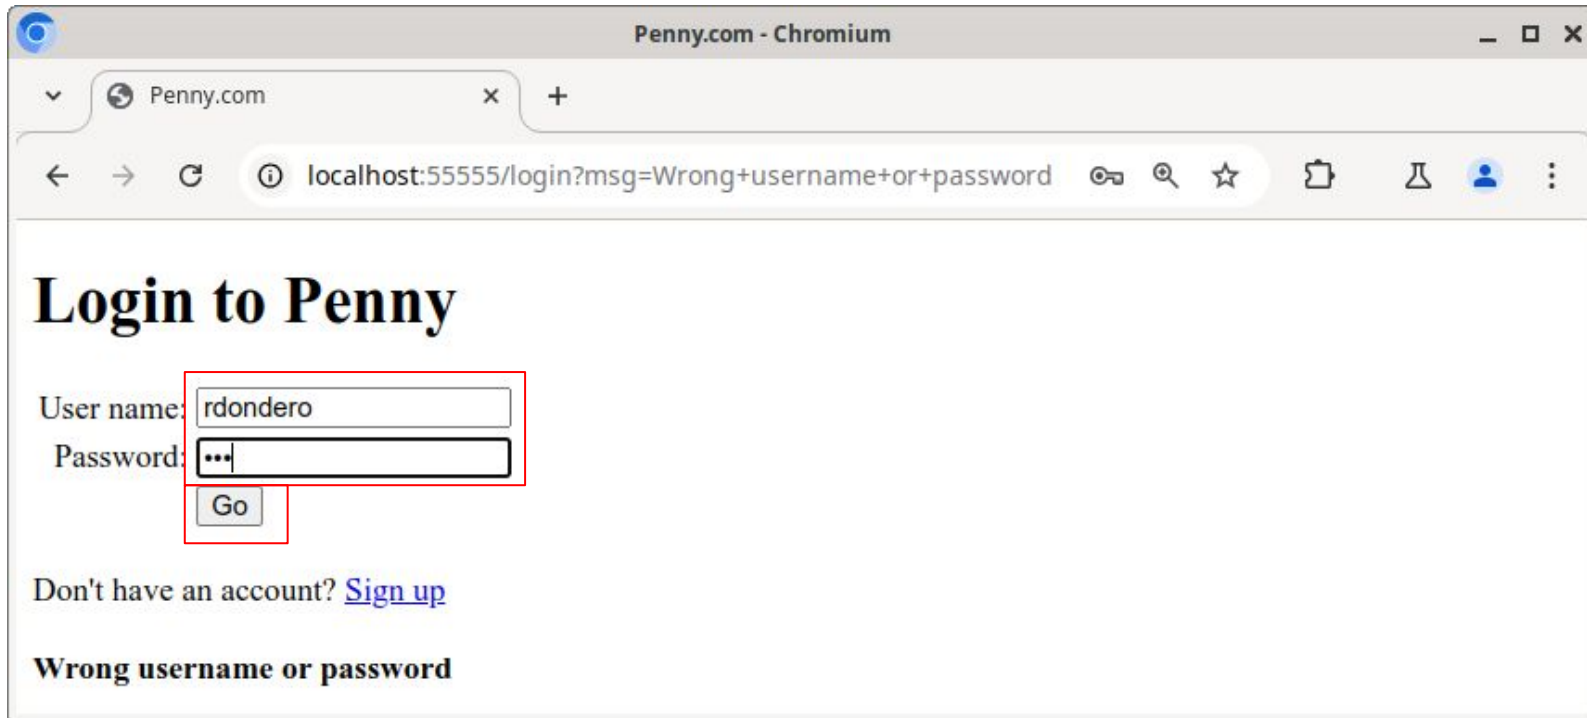 Penny.com - Chromium
Penny.com
localhost:55555/login?msg=Wrong+username+or+password
Login to Penny
User name: rdondero
Password: •••
Go
Don't have an account? Sign up
Wrong username or password